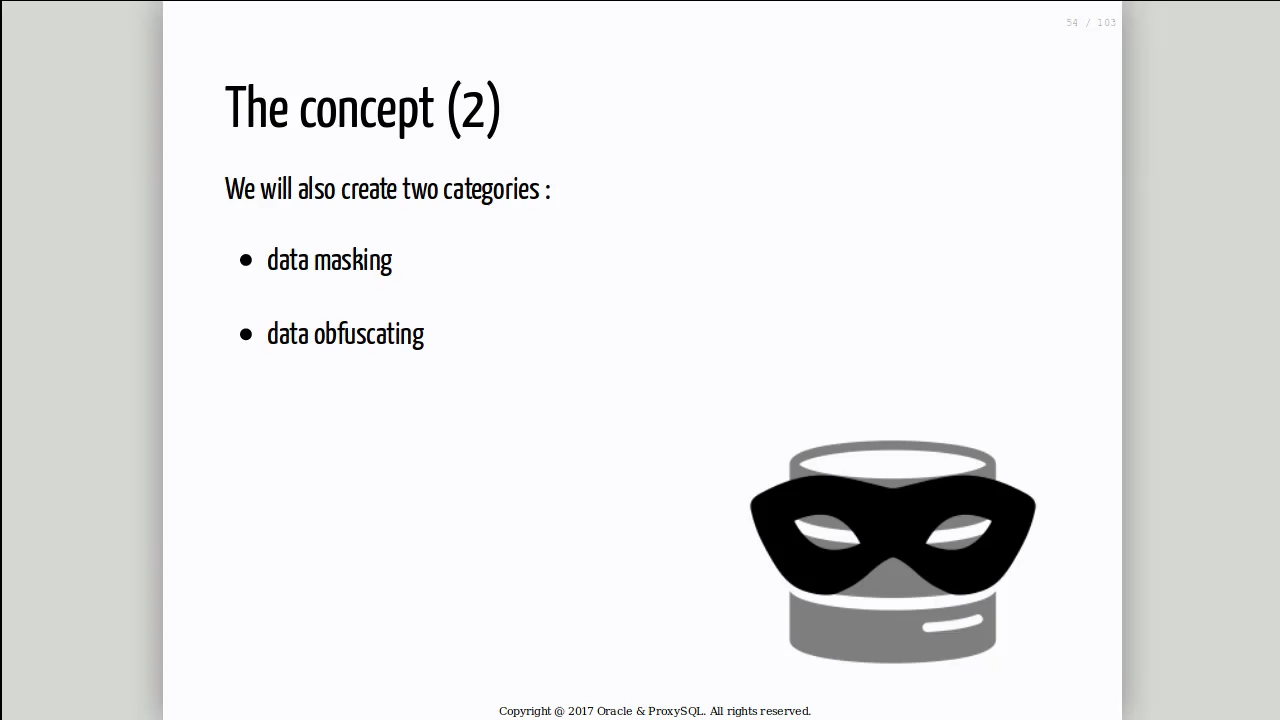 54 / 103
The concept (2)
We will also create two categories :
data masking
data obfuscating
Copyright @ 2017 Oracle & ProxySQL. All rights reserved.